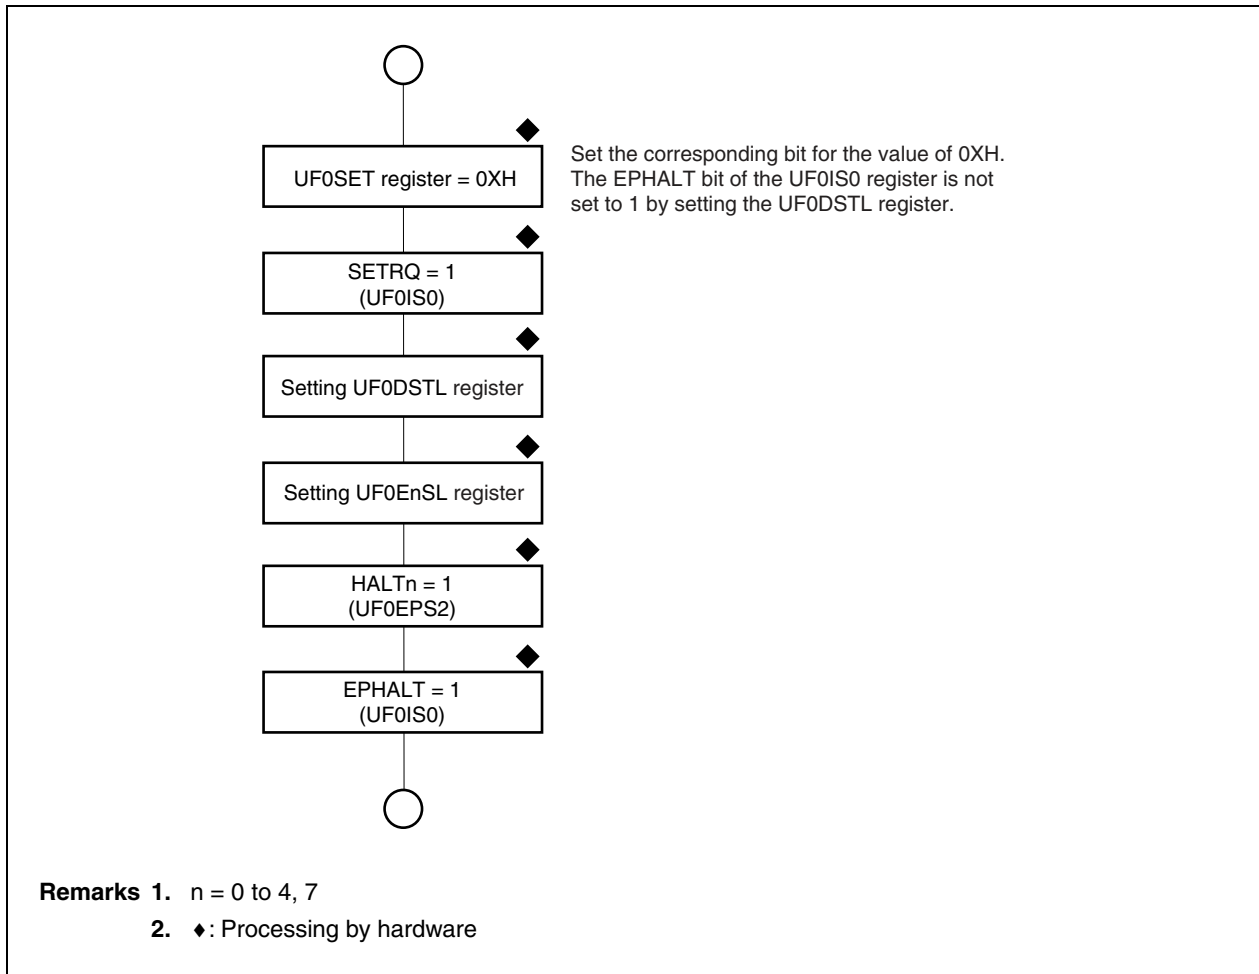 UF0SET register = 0XH
Set the corresponding bit for the value of 0XH.
The EPHALT bit of the UF0IS0 register is not
set to 1 by setting the UF0DSTL register.
SETRQ = 1
(UF0IS0)
Setting UF0DSTL register
Setting UF0EnSL register
HALTn = 1
(UF0EPS2)
EPHALT = 1
(UF0IS0)
Remarks 1. n = 0 to 4, 7
2. ♦: Processing by hardware